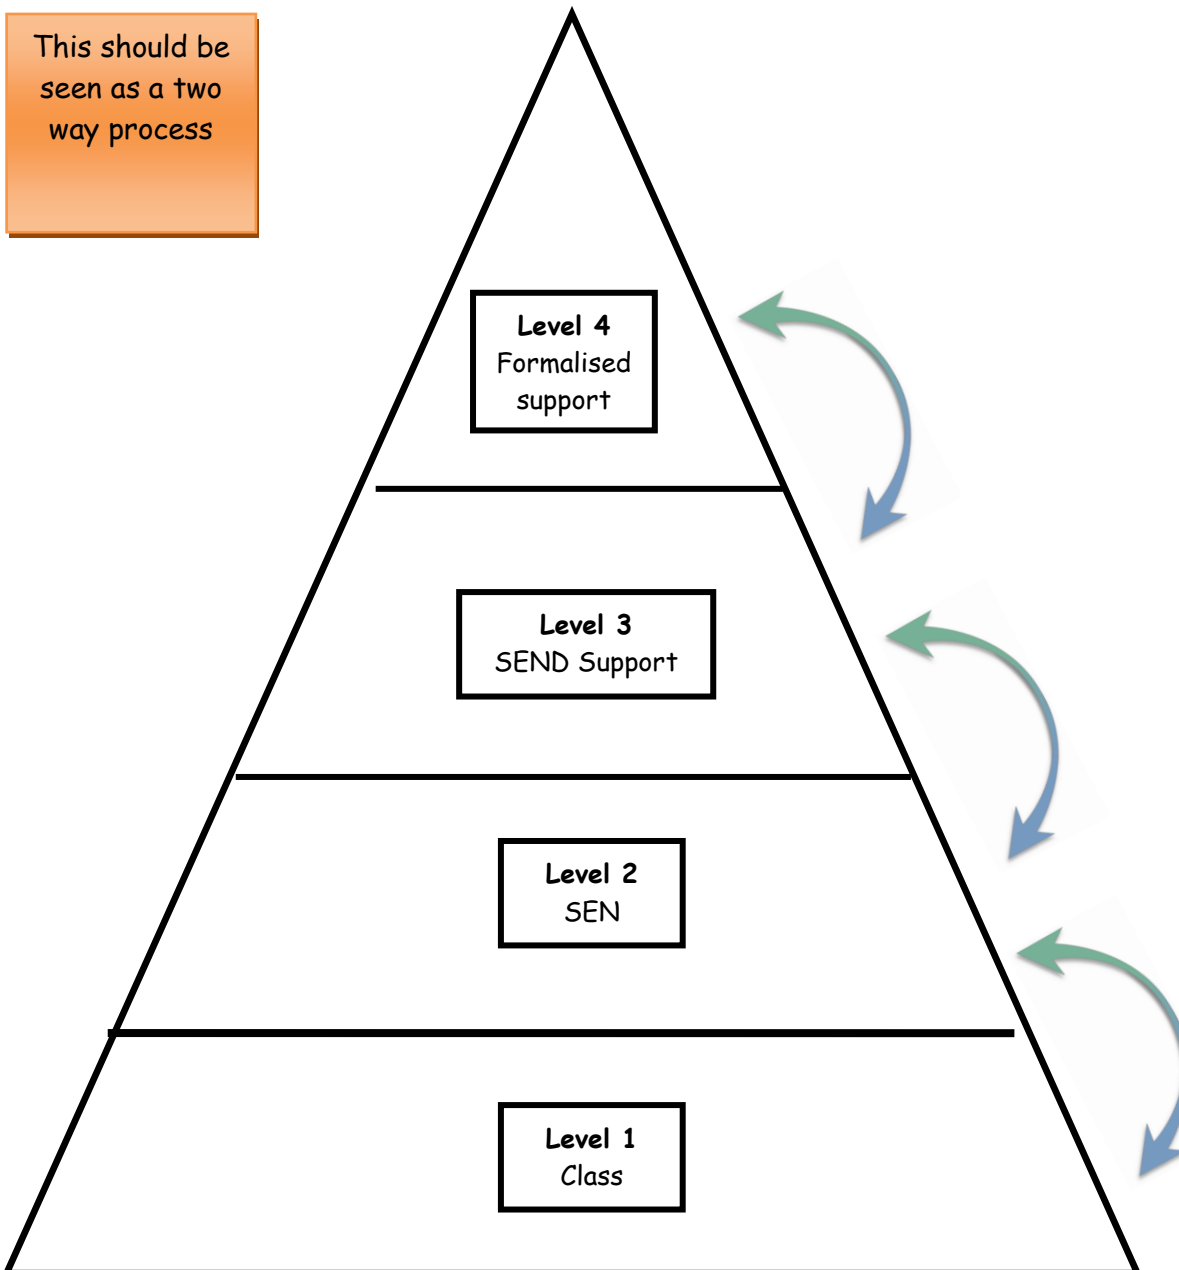 This should be
seen as a two
way process
Level 4
Formalised
support
Level 3
SEND Support
Level 2
SEN
Level 1
Class